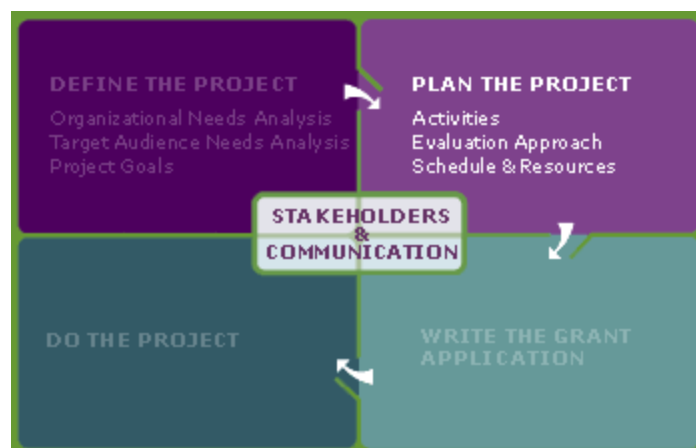 DEFINE THE PROJECT
Organizational Needs Analysis
Target Audience Needs Analysis
Project Goals
PLAN THE PROJECT
Activities
Evaluation Approach
Schedule & Resources
STAKEHOLDERS
&
COMMUNICATION
DO THE PROJECT
WRITE THE GRANT
APPLICATION